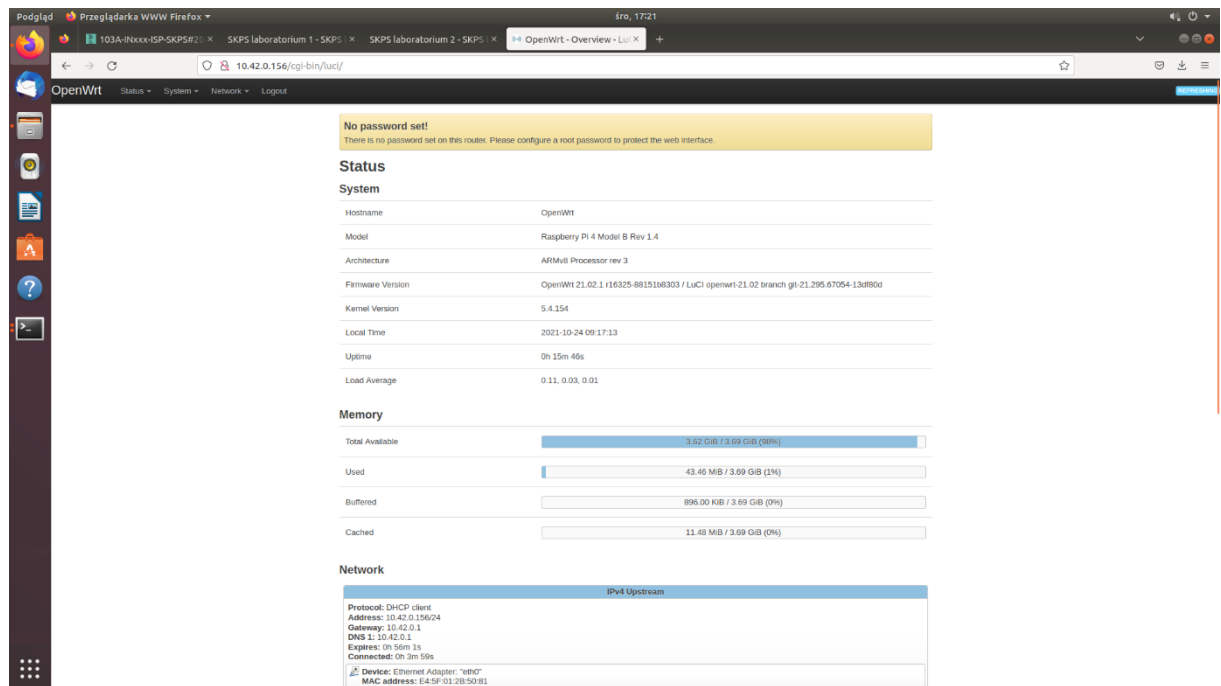 Podgląd Przeglądarka WWW Firefox śro, 17:21
103A-INxxx-ISP-SKPS#2 SKPS laboratorium 1 - SKPS SKPS laboratorium 2 - SKPS OpenWrt - Overview - Lu
10.42.0.156/cgi-bin/luci/
OpenWrt Status System Network Logout REFRESHING
No password set!
There is no password set on this router. Please configure a root password to protect the web interface.
Status
System
Hostname OpenWrt
Model Raspberry Pi 4 Model B Rev 1.4
Architecture ARMv8 Processor rev 3
Firmware Version OpenWrt 21.02.1 r16325-88151b8303 / LuCI openwrt-21.02 branch git-21.295.67054-13df80d
Kernel Version 5.4.154
Local Time 2021-10-24 09:17:13
Uptime 0h 15m 46s
Load Average 0.11, 0.03, 0.01
Memory
Total Available 3.62 GiB / 3.69 GiB (98%)
Used 43.46 MiB / 3.69 GiB (1%)
Buffered 896.00 KiB / 3.69 GiB (0%)
Cached 11.48 MiB / 3.69 GiB (0%)
Network
IPv4 Upstream
Protocol: DHCP client
Address: 10.42.0.156/24
Gateway: 10.42.0.1
DNS 1: 10.42.0.1
Expires: 0h 56m 1s
Connected: 0h 3m 59s
Device: Ethernet Adapter: "eth0"
MAC address: E4:5F:01:2B:50:81